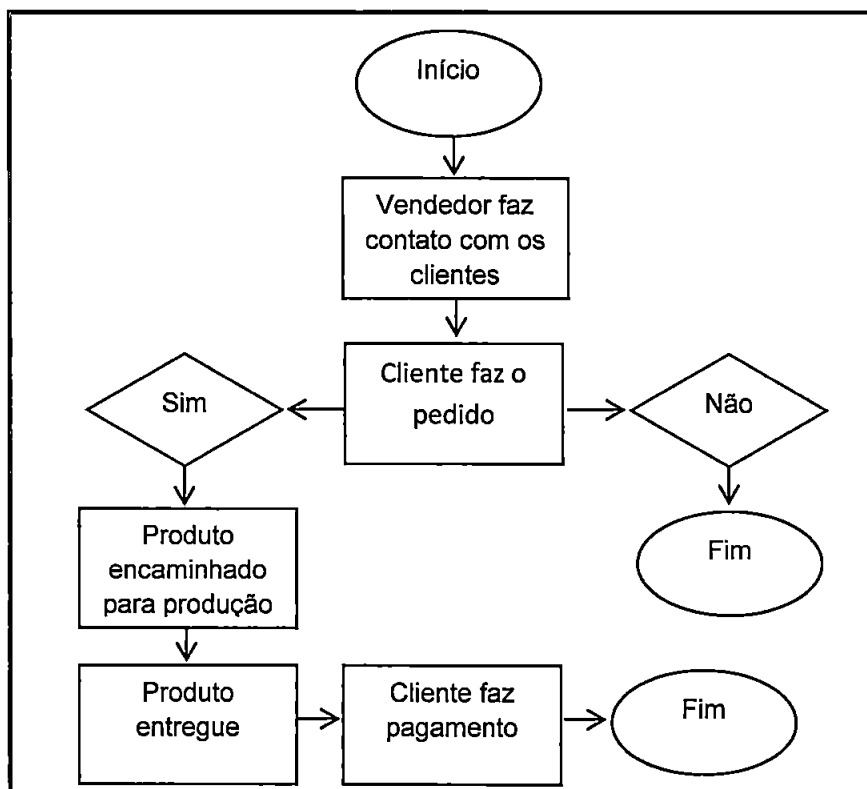 Início
Vendedor faz
contato com os
clientes
Cliente faz o
pedido
Sim
Não
Produto
encaminhado
para produção
Fim
Produto
entregue
Cliente faz
pagamento
Fim